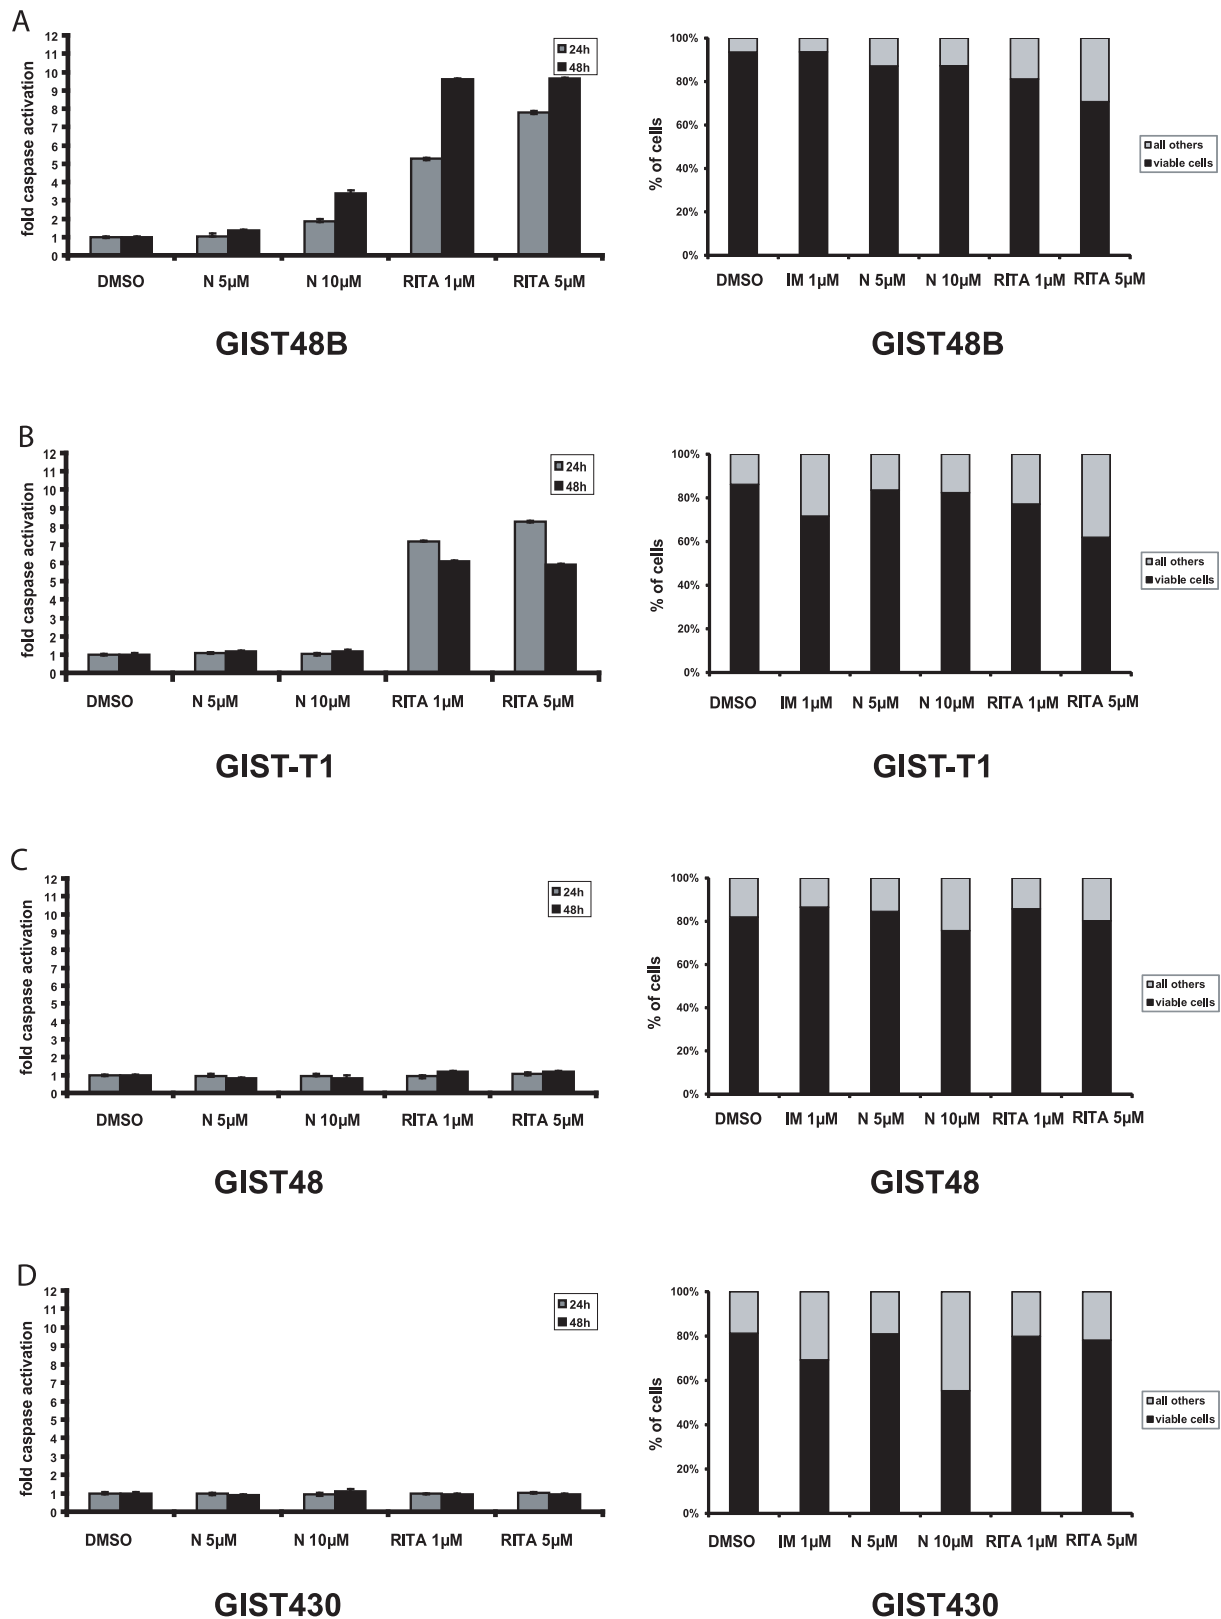 A
fold caspase activation
12
11
10
9
8
7
6
5
4
3
2
1
0
24h
48h
DMSO N 5µM N 10µM RITA 1µM RITA 5µM
GIST48B
% of cells
100%
80%
60%
40%
20%
0%
all others
viable cells
DMSO IM 1µM N 5µM N 10µM RITA 1µM RITA 5µM
GIST48B
B
fold caspase activation
12
11
10
9
8
7
6
5
4
3
2
1
0
24h
48h
DMSO N 5µM N 10µM RITA 1µM RITA 5µM
GIST-T1
% of cells
100%
80%
60%
40%
20%
0%
all others
viable cells
DMSO IM 1µM N 5µM N 10µM RITA 1µM RITA 5µM
GIST-T1
C
fold caspase activation
12
11
10
9
8
7
6
5
4
3
2
1
0
24h
48h
DMSO N 5µM N 10µM RITA 1µM RITA 5µM
GIST48
% of cells
100%
80%
60%
40%
20%
0%
all others
viable cells
DMSO IM 1µM N 5µM N 10µM RITA 1µM RITA 5µM
GIST48
D
fold caspase activation
12
11
10
9
8
7
6
5
4
3
2
1
0
24h
48h
DMSO N 5µM N 10µM RITA 1µM RITA 5µM
GIST430
% of cells
100%
80%
60%
40%
20%
0%
all others
viable cells
DMSO IM 1µM N 5µM N 10µM RITA 1µM RITA 5µM
GIST430